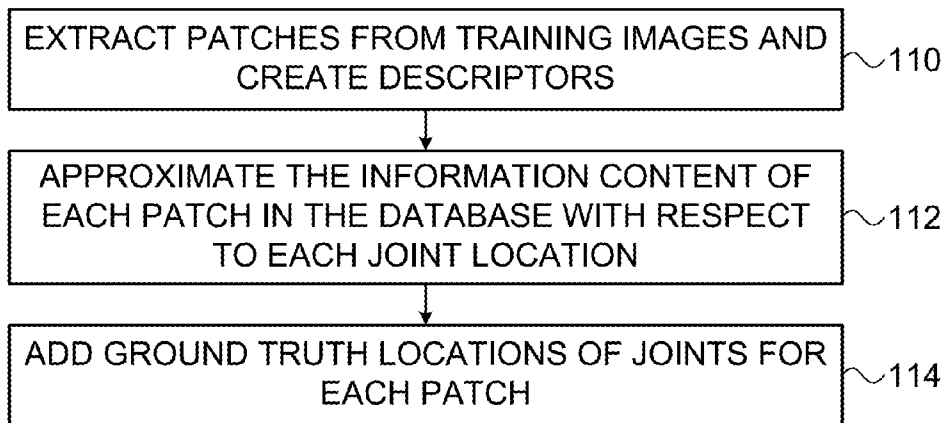 EXTRACT PATCHES FROM TRAINING IMAGES AND
CREATE DESCRIPTORS
110
APPROXIMATE THE INFORMATION CONTENT OF
EACH PATCH IN THE DATABASE WITH RESPECT
TO EACH JOINT LOCATION
112
ADD GROUND TRUTH LOCATIONS OF JOINTS FOR
EACH PATCH
114